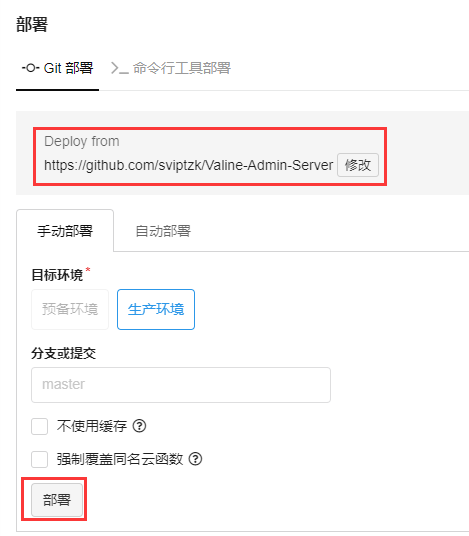 部署
Git 部署 命令行工具部署
Deploy from
https://github.com/sviptzk/Valine-Admin-Server 修改
手动部署 自动部署
目标环境*
预备环境 生产环境
分支或提交
master
不使用缓存
强制覆盖同名云函数
部署